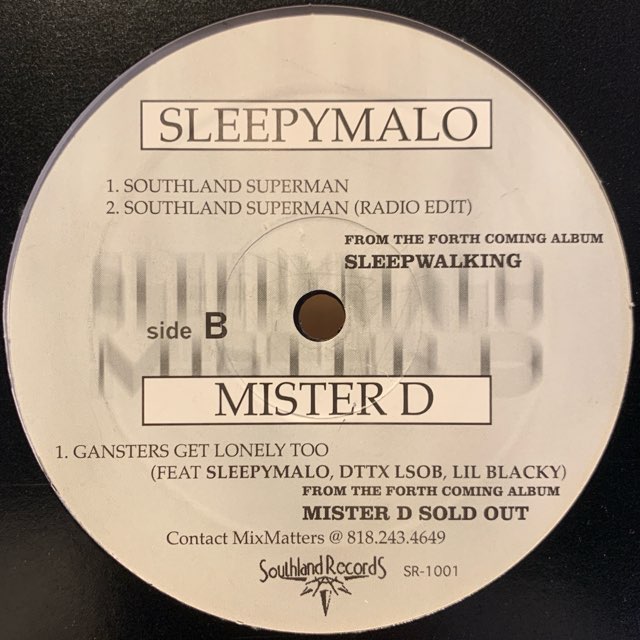 SLEEPYMALO
1. SOUTHLAND SUPERMAN
2. SOUTHLAND SUPERMAN (RADIO EDIT)
FROM THE FORTH COMING ALBUM
SLEEPWALKING
SLEEPYMALO
side B
MISTER D
MISTER D
1. GANSTERS GET LONELY TOO
(FEAT SLEEPYMALO, DTTX LSOB, LIL BLACKY)
FROM THE FORTH COMING ALBUM
MISTER D SOLD OUT
Contact MixMatters @ 818.243.4649
Southland Records SR-1001